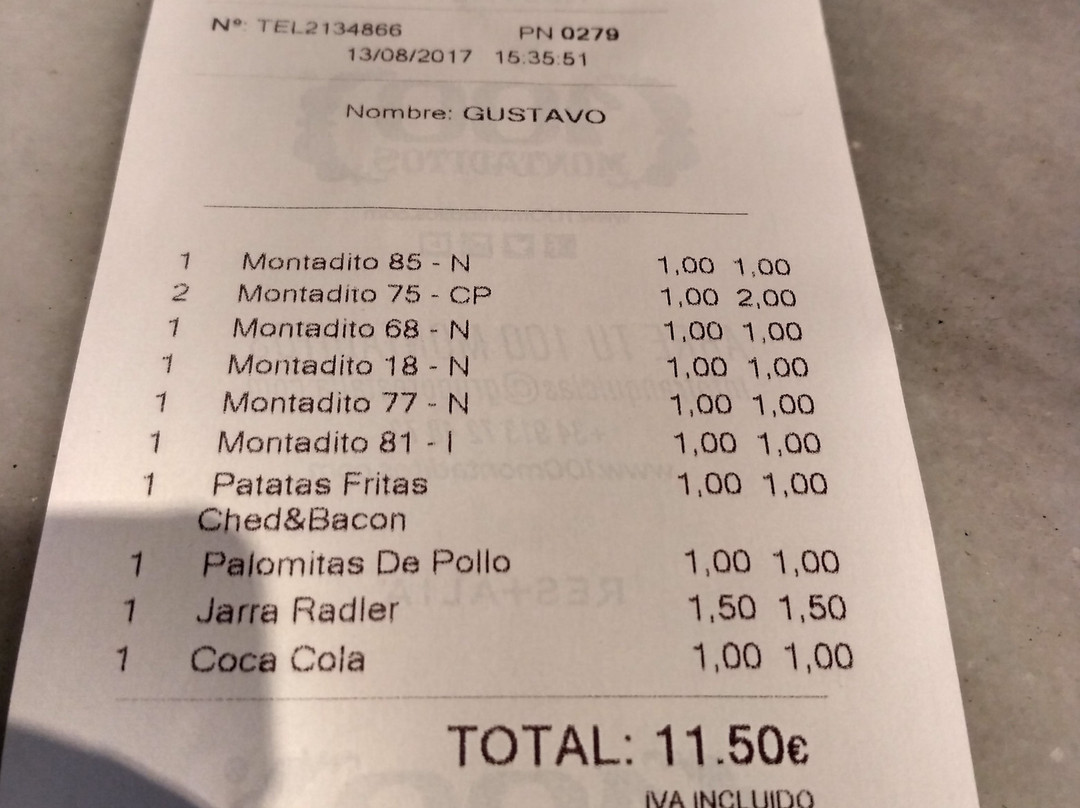 Nº: TEL2134866 PN 0279
13/08/2017 15:35:51
Nombre: GUSTAVO
1 Montadito 85 - N 1,00 1,00
2 Montadito 75 - CP 1,00 2,00
1 Montadito 68 - N 1,00 1,00
1 Montadito 18 - N 1,00 1,00
1 Montadito 77 - N 1,00 1,00
1 Montadito 81 - I 1,00 1,00
1 Patatas Fritas 1,00 1,00
Ched&Bacon
1 Palomitas De Pollo 1,00 1,00
1 Jarra Radler 1,50 1,50
1 Coca Cola 1,00 1,00
TOTAL: 11.50€
IVA INCLUIDO